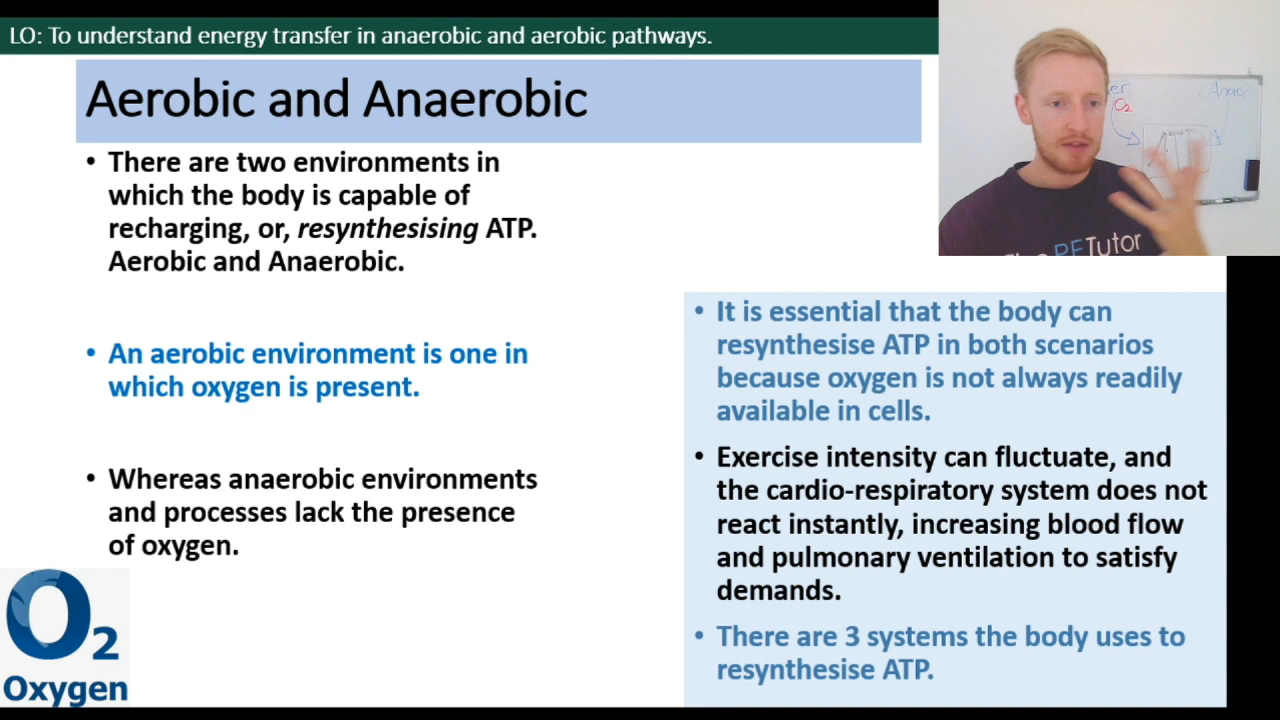 LO: To understand energy transfer in anaerobic and aerobic pathways.
Aerobic and Anaerobic
• There are two environments in
which the body is capable of
recharging, or, resynthesising ATP.
Aerobic and Anaerobic.
• An aerobic environment is one in
which oxygen is present.
• Whereas anaerobic environments
and processes lack the presence
of oxygen.
O2
Oxygen
O2
PE Tutor
• It is essential that the body can
resynthesise ATP in both scenarios
because oxygen is not always readily
available in cells.
• Exercise intensity can fluctuate, and
the cardio-respiratory system does not
react instantly, increasing blood flow
and pulmonary ventilation to satisfy
demands.
• There are 3 systems the body uses to
resynthesise ATP.